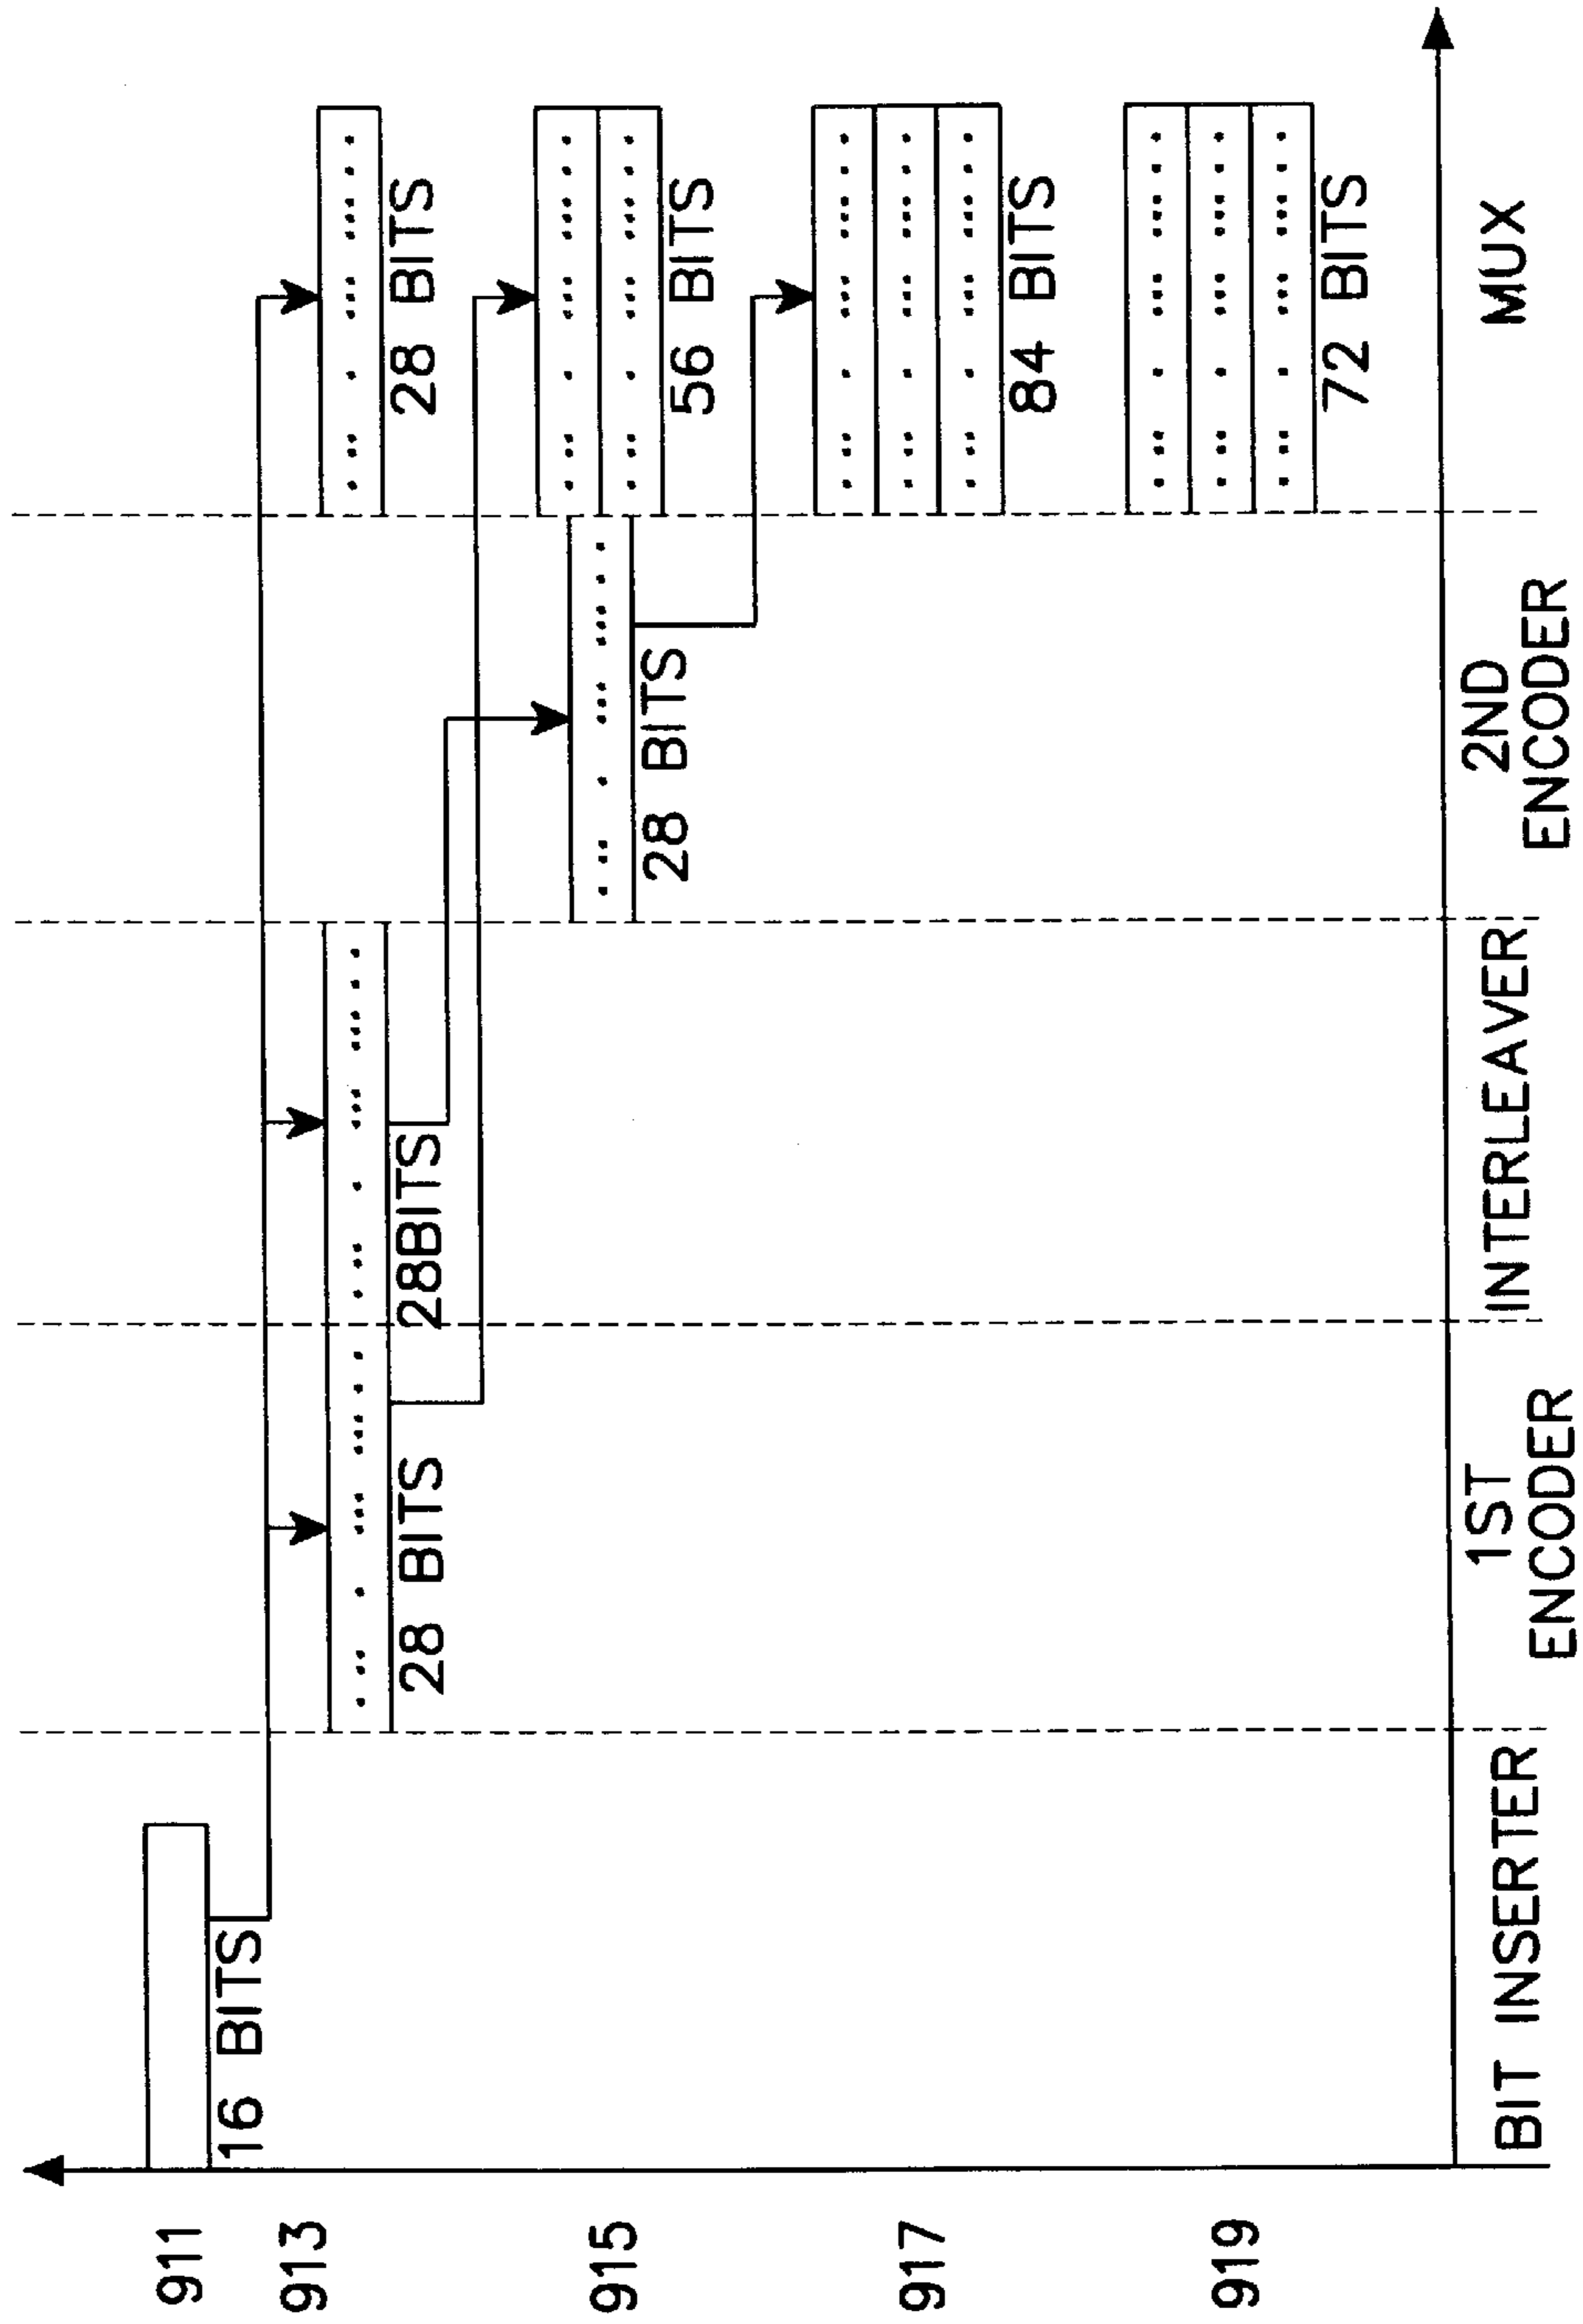 911
16 BITS
913
28 BITS
28BITS
28 BITS
915
28 BITS
56 BITS
917
84 BITS
919
72 BITS
BIT INSERTER
1ST
ENCODER
INTERLEAVER
2ND
ENCODER
MUX